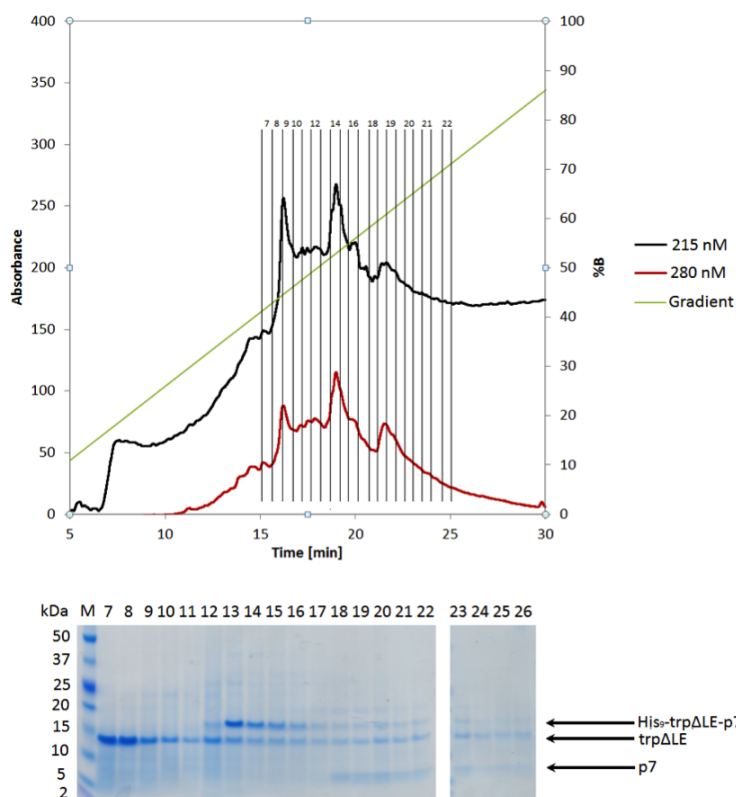 400
350
300
250
200
150
100
50
0
Absorbance
100
90
80
70
60
50
40
30
20
10
0
%B
7 8 9 10 12 14 16 18 19 20 21 22
5 10 15 20 25 30
Time [min]
215 nM
280 nM
Gradient
kDa M 7 8 9 10 11 12 13 14 15 16 17 18 19 20 21 22 23 24 25 26
50
37
25
20
15
10
5
2
His₉-trpΔLE-p7
trpΔLE
p7